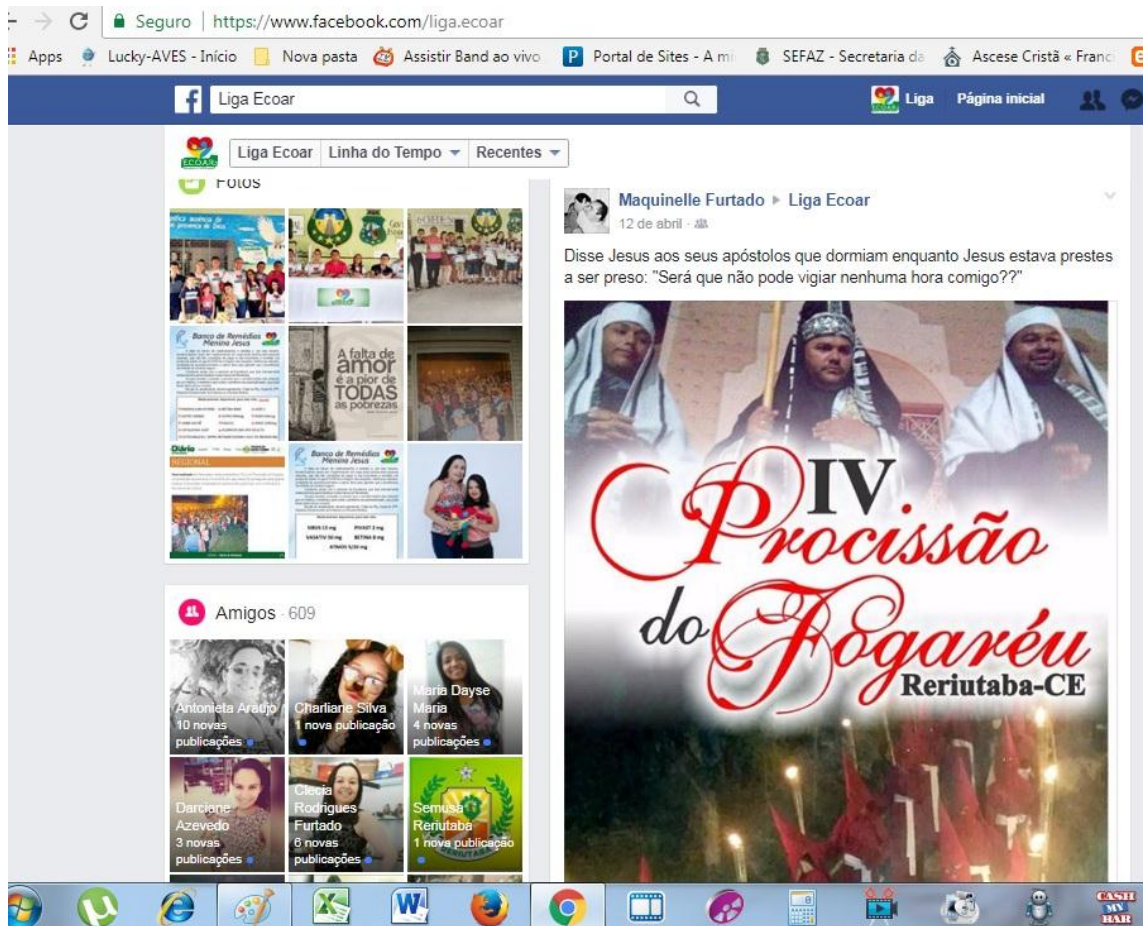 Seguro | https://www.facebook.com/liga.ecoar
Apps Lucky-AVES - Início Nova pasta Assistir Band ao vivo Portal de Sites - A mi SEFAZ - Secretaria da Ascese Cristã « Franc
Liga Ecoar Liga Página inicial
ECOAR Liga Ecoar Linha do Tempo Recentes
Fotos
Banco de Remédios
Menino Jesus
A falta de
amor
é a pior de
TODAS
as pobrezas
Diário
REGIONAL
Banco de Remédios
Menino Jesus
Amigos · 609
Antonieta Araújo
10 novas
publicações
Charliane Silva
1 nova publicação
Maria Dayse
Maria
4 novas
publicações
Darciane
Azevedo
3 novas
publicações
Clecia
Rodrigues
Furtado
6 novas
publicações
Semusa
Reriutaba
1 nova publicação
Maquinelle Furtado ▸ Liga Ecoar
12 de abril ·
Disse Jesus aos seus apóstolos que dormiam enquanto Jesus estava prestes
a ser preso: "Será que não pode vigiar nenhuma hora comigo??"
IV
Procissão
do Fogaréu
Reriutaba-CE
CASH
MY
BAR